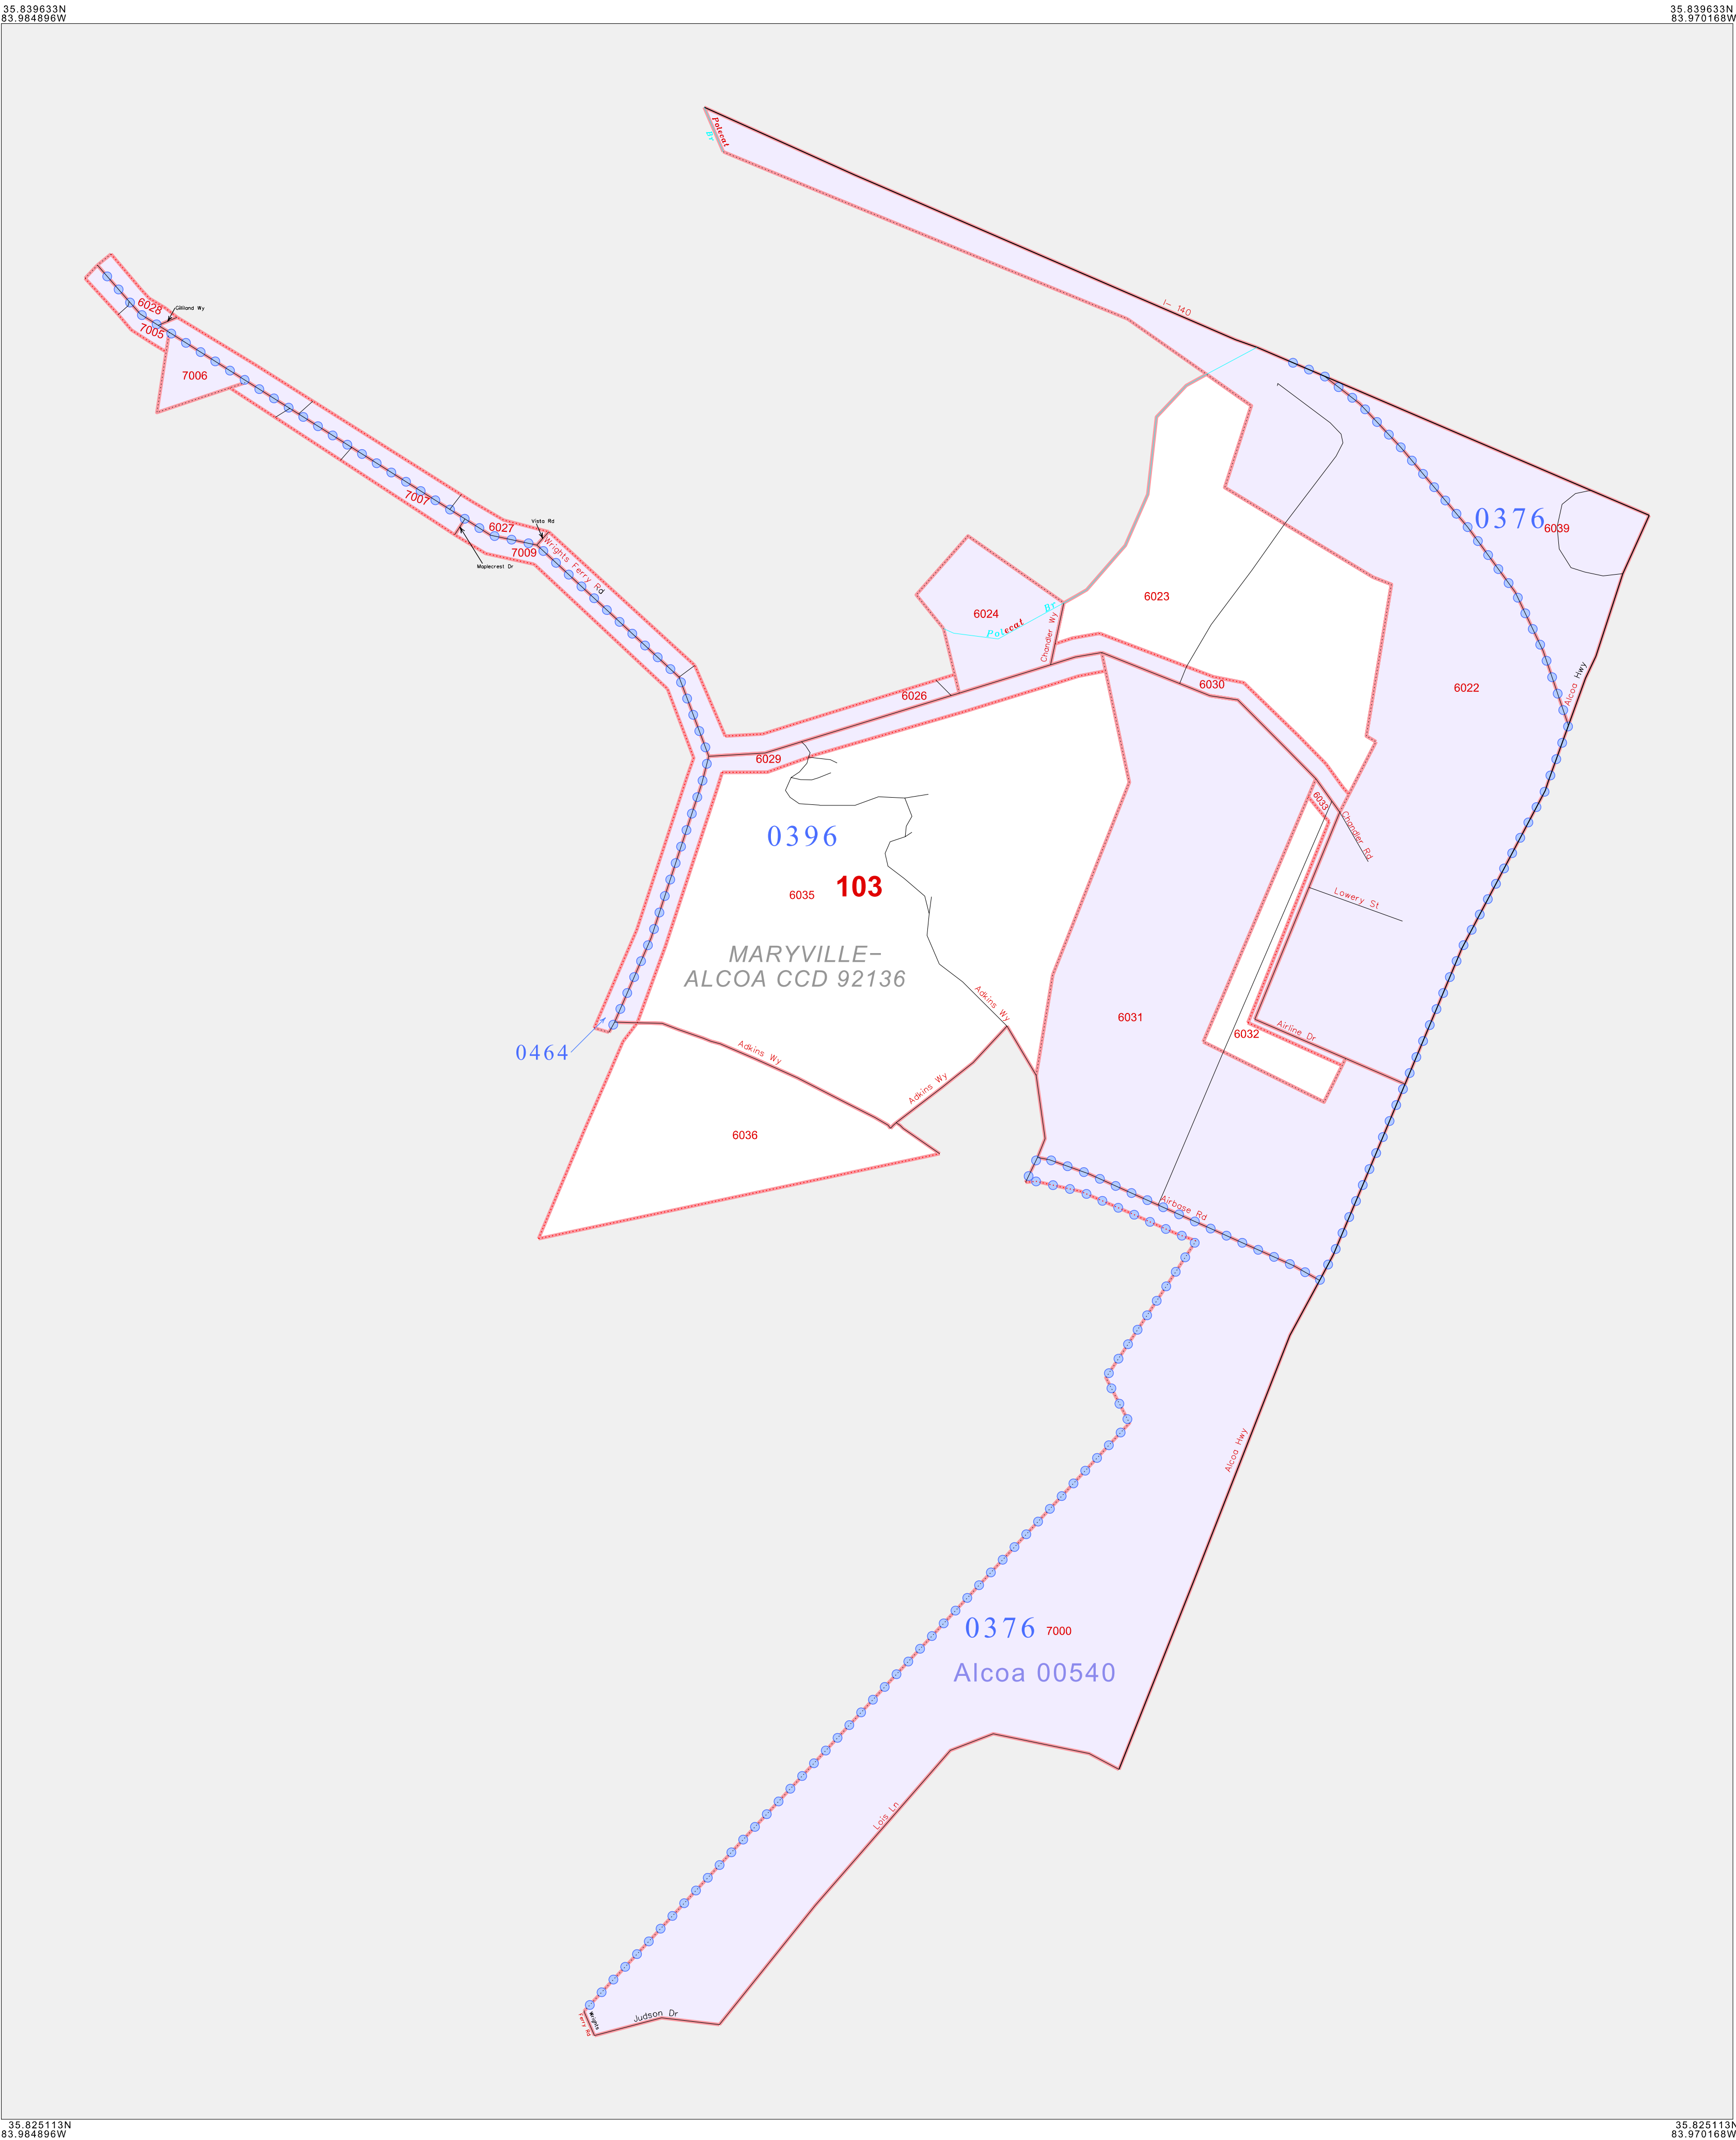 35.839633N
83.984896W
35.839633N
83.970168W
Polecat
Br
I- 140
6028
Gilliland Wy
7005
7006
7007
6027
Vista Rd
7009
Maplecrest Dr
Wrights Ferry Rd
0376
6039
6023
6024
Polecat Br
Chandler Wy
6030
6022
Alcoa Hwy
6026
6029
6033
Chandler Rd
0396
6035
103
Lowery St
MARYVILLE-
ALCOA CCD 92136
Adkins Wy
6031
6032
Airline Dr
0464
Adkins Wy
Adkins Wy
6036
Airbase Rd
Alcoa Hwy
0376
7000
Alcoa 00540
Lois Ln
Judson Dr
Wrights
Ferry Rd
35.825113N
83.984896W
35.825113N
83.970168W